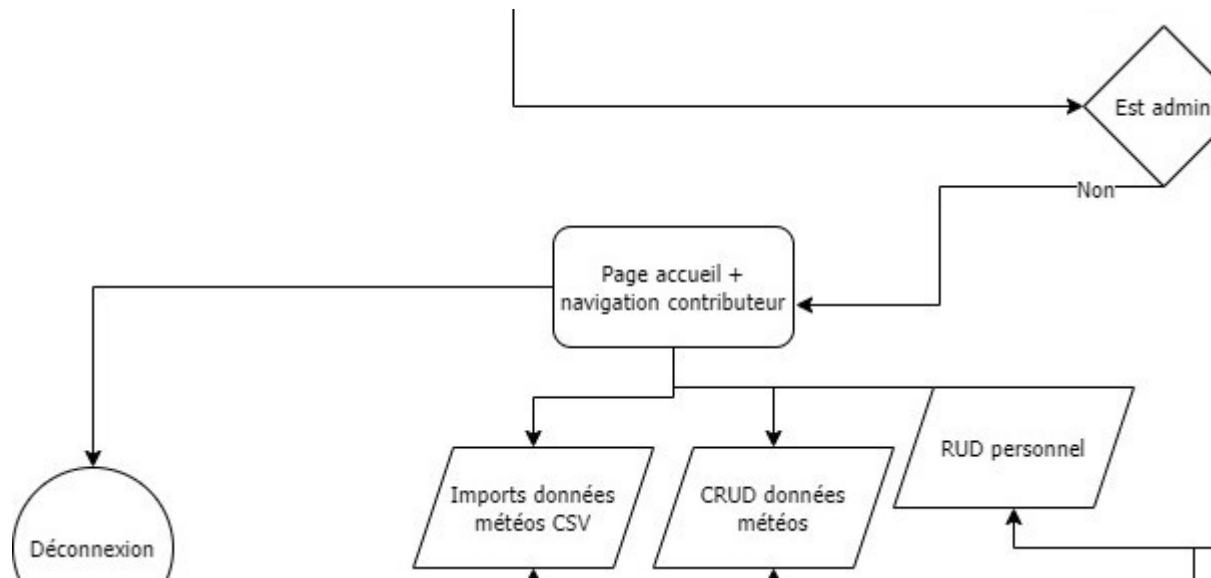 Est admin
Non
Page accueil +
navigation contributeur
RUD personnel
Imports données
météos CSV
CRUD données
météos
Déconnexion